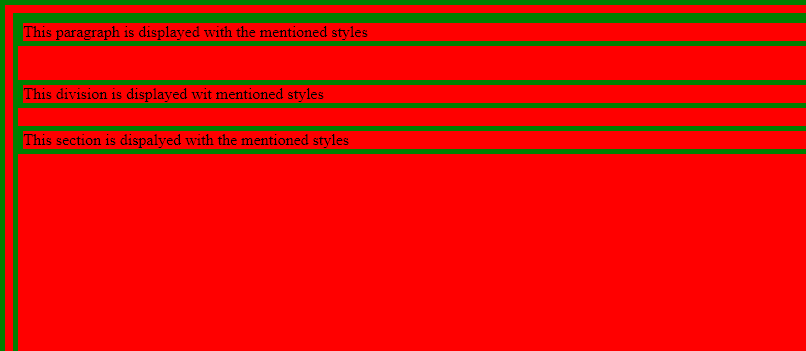 This paragraph is displayed with the mentioned styles
This division is displayed wit mentioned styles
This section is dispalyed with the mentioned styles